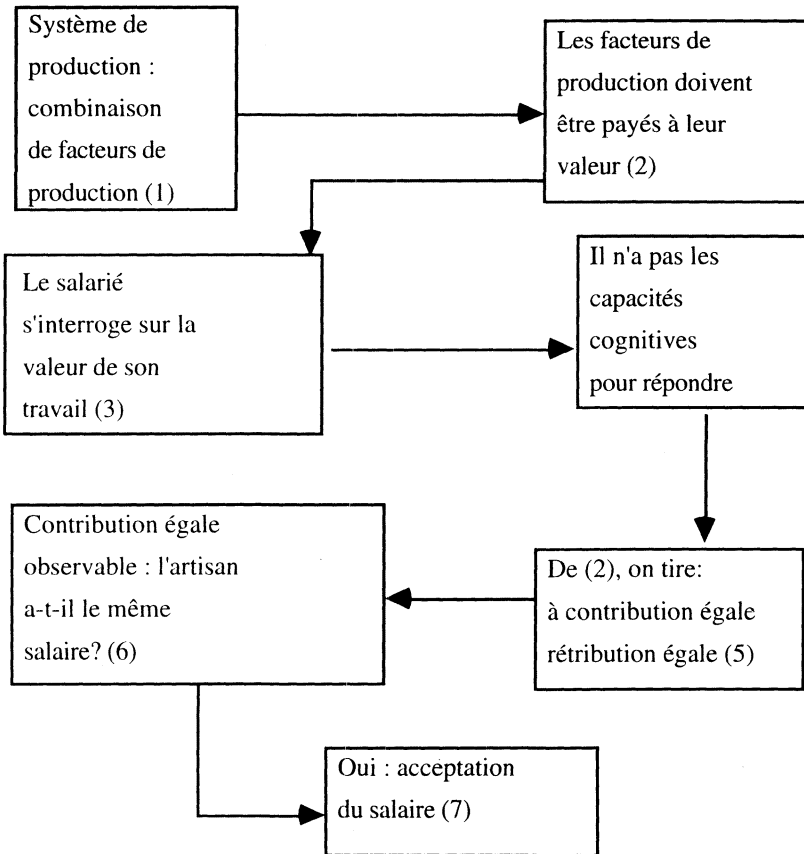 Système de
production :
combinaison
de facteurs de
production (1)
Les facteurs de
production doivent
être payés à leur
valeur (2)
Le salarié
s'interroge sur la
valeur de son
travail (3)
Il n'a pas les
capacités
cognitives
pour répondre
De (2), on tire:
à contribution égale
rétribution égale (5)
Contribution égale
observable : l'artisan
a-t-il le même
salaire? (6)
Oui : acceptation
du salaire (7)